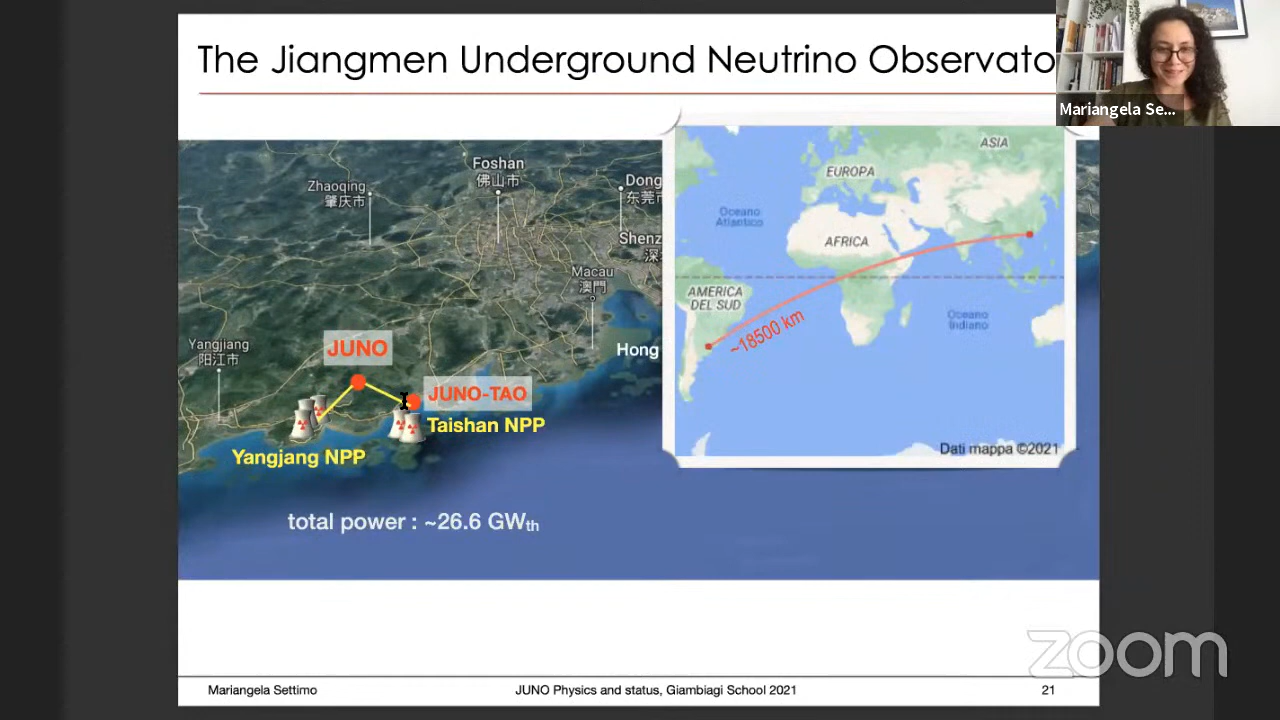 The Jiangmen Underground Neutrino Observato
Mariangela Se...
Foshan
佛山市
Zhaoqing
肇庆市
Dong
东莞市
Shenz
Macau
澳門
Yangjiang
阳江市
Hong
JUNO
JUNO-TAO
Taishan NPP
Yangjang NPP
total power : ~26.6 GWth
ASIA
EUROPA
Oceano
Atlantico
AFRICA
AMERICA
DEL SUD
~18500 km
Oceano
Indiano
Dati mappa ©2021
zoom
Mariangela Settimo
JUNO Physics and status, Giambiagi School 2021
21